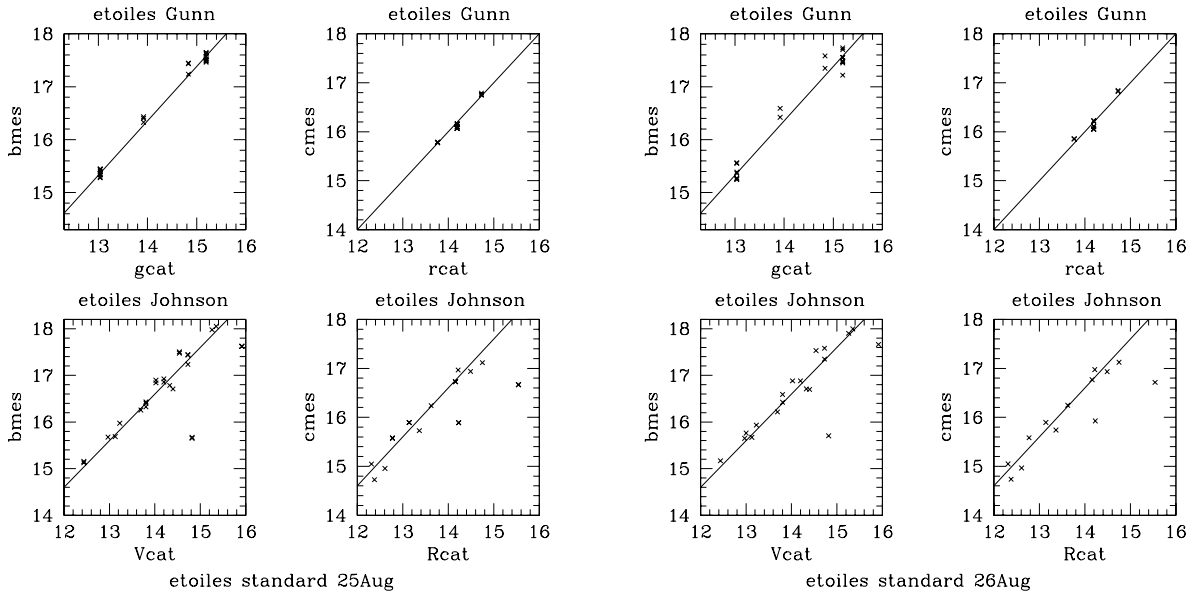 etoiles Gunn etoiles Gunn etoiles Gunn etoiles Gunn
18 18 18 18
17 17 17 17
bmes cmes bmes cmes
16 16 16 16
15 15 15 15
14 14
13 14 15 16 12 13 14 15 16 13 14 15 16 12 13 14 15 16
gcat rcat gcat rcat
etoiles Johnson etoiles Johnson etoiles Johnson etoiles Johnson
18 18 18 18
17 17 17 17
bmes cmes bmes cmes
16 16 16 16
15 15 15 15
14 14 14 14
12 13 14 15 16 12 13 14 15 16 12 13 14 15 16 12 13 14 15 16
Vcat Rcat Vcat Rcat
etoiles standard 25Aug etoiles standard 26Aug